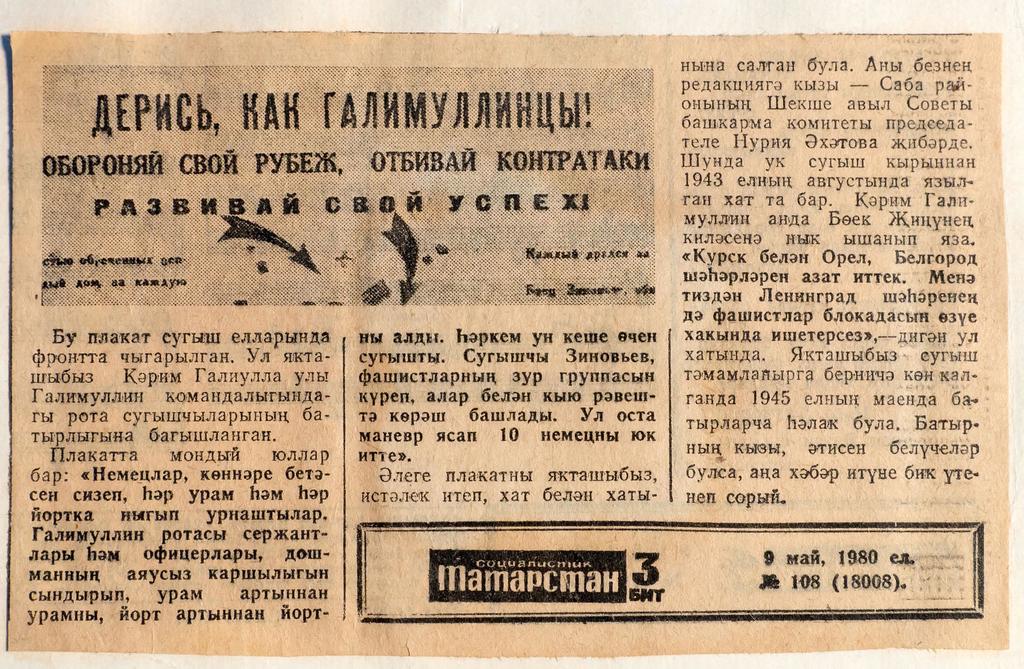 ДЕРИСЬ, КАК ГАЛИМУЛЛИНЦЫ!
ОБОРОНЯЙ СВОЙ РУБЕЖ, ОТБИВАЙ КОНТРАТАКИ
РАЗВИВАЙ СВОЙ УСПЕХ!
дый дом, за каждую
Каждый дрался за
Бу плакат сугыш елларында
фронтта чыгарылган. Ул якта-
шыбыз Кәрим Галиулла улы
Галимуллин командалыгында-
гы рота сугышчыларының ба-
тырлыгына багышланган.
Плакатта мондый юллар
бар: «Немецлар, көннәре бетә-
сен сизеп, һәр урам һәм һәр
йортка ныгып урнаштылар.
Галимуллин ротасы сержант-
лары һәм офицерлары, дош-
манның аяусыз каршылыгын
сындырып, урам артыннан
урамны, йорт артыннан йорт-
ны алды. Һәркем ун кеше өчен
сугышты. Сугышчы Зиновьев,
фашистларның зур группасын
күреп, алар белән кыю рәвеш-
тә көрәш башлады. Ул оста
маневр ясап 10 немецны юк
итте».
Әлеге плакатны якташыбыз,
истәлек итеп, хат белән хаты-
нына салган була. Аны безнең
редакциягә кызы — Саба рай-
онының Шекше авыл Советы
башкарма комитеты председа-
теле Нурия Әхәтова җибәрде.
Шунда ук сугыш кырыннан
1943 елның августында языл-
ган хат та бар. Кәрим Гали-
муллин анда Бөек Җиңүнең
киләсенә нык ышанып яза.
«Курск белән Орел, Белгород
шәһәрләрен азат иттек. Менә
тиздән Ленинград шәһәренең
дә фашистлар блокадасын өзүе
хакында ишетерсез»,—дигән ул
хатында. Якташыбыз сугыш
тәмамланырга берничә көн кал-
ганда 1945 елның маенда ба-
тырларча һәлак була. Батыр-
ның кызы, әтисен белүчеләр
булса, аңа хәбәр итүне бик үте-
неп сорый.
социалистик
Татарстан
3
БИТ
9 май, 1980 ел.
№ 108 (18008).